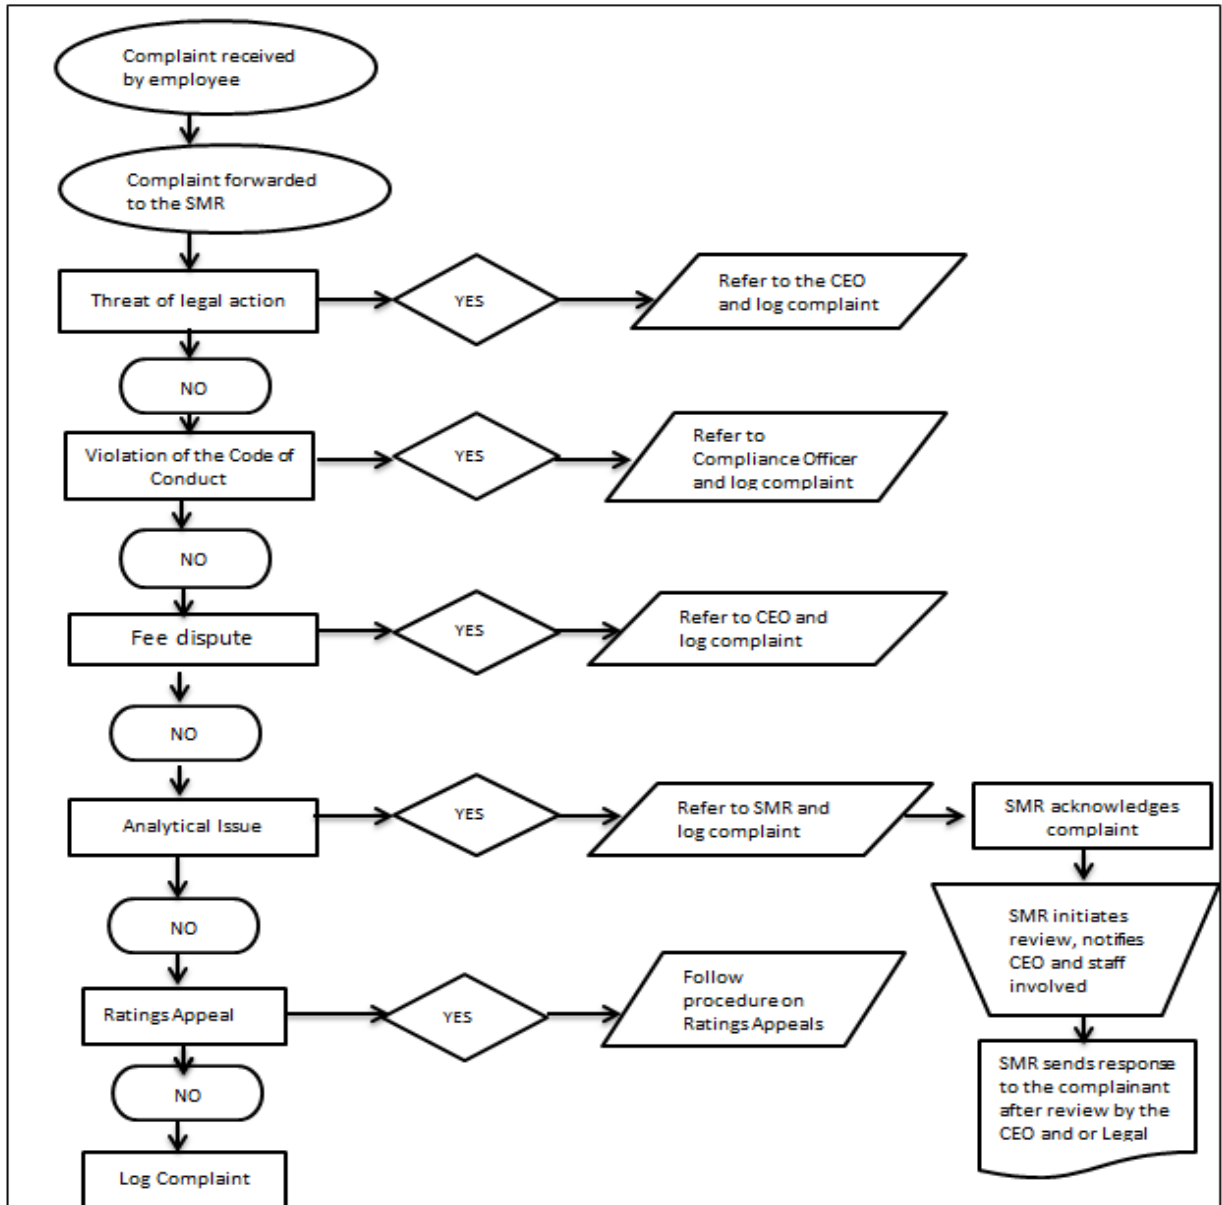 Complaint received
by employee
Complaint forwarded
to the SMR
Threat of legal action
YES
Refer to the CEO
and log complaint
NO
Violation of the Code of
Conduct
YES
Refer to
Compliance Officer
and log complaint
NO
Fee dispute
YES
Refer to CEO and
log complaint
NO
Analytical Issue
YES
Refer to SMR and
log complaint
SMR acknowledges
complaint
NO
SMR initiates
review, notifies
CEO and staff
involved
Ratings Appeal
YES
Follow
procedure on
Ratings Appeals
SMR sends response
to the complainant
after review by the
CEO and or Legal
NO
Log Complaint